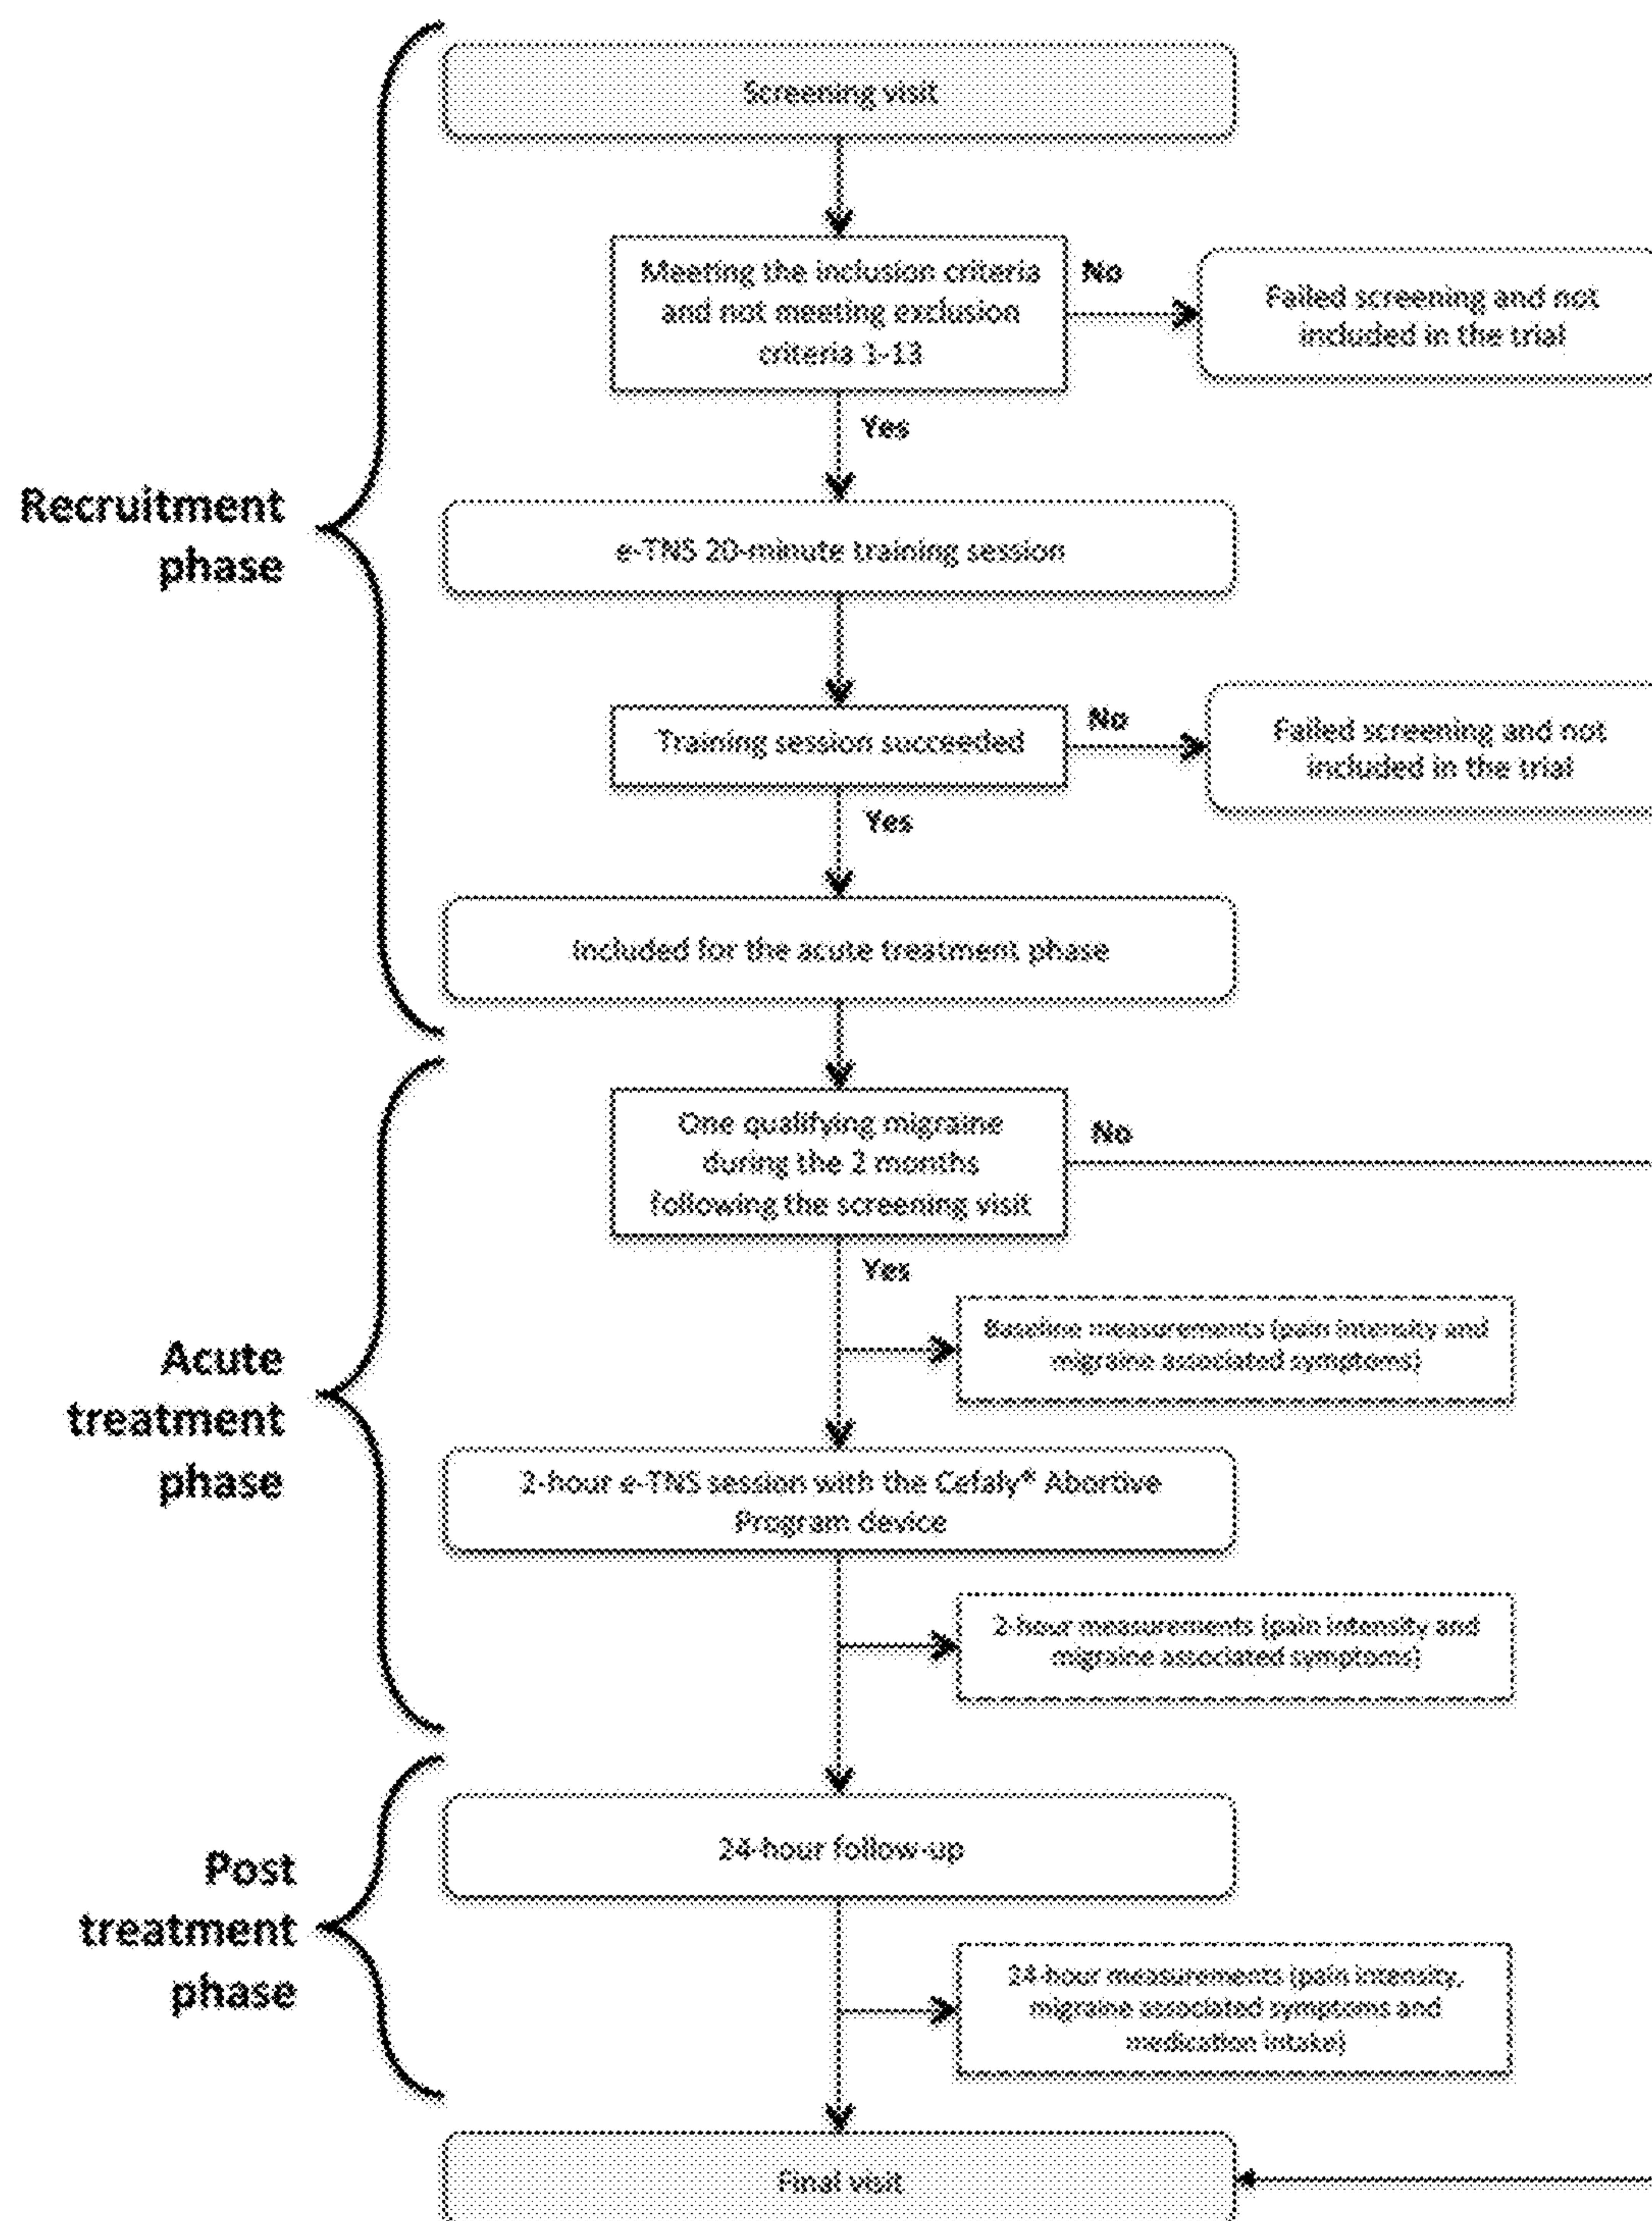 Screening visit
Meeting the inclusion criteria
and not meeting exclusion
criteria 1-13
No
Failed screening and not
included in the trial
Yes
Recruitment
phase
e-TNS 20-minute training session
Training session succeeded
No
Failed screening and not
included in the trial
Yes
Included for the acute treatment phase
One qualifying migraine
during the 2 months
following the screening visit
No
Yes
Baseline measurements (pain intensity and
migraine associated symptoms)
Acute
treatment
phase
2-hour e-TNS session with the Cefaly® Abortive
Program device
2-hour measurements (pain intensity and
migraine associated symptoms)
24-hour follow-up
Post
treatment
phase
24-hour measurements (pain intensity,
migraine associated symptoms and
medication intake)
Final visit